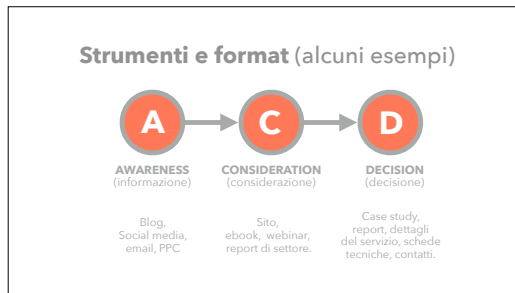 Strumenti e format (alcuni esempi)
A
C
D
AWARENESS
(informazione)
CONSIDERATION
(considerazione)
DECISION
(decisione)
Blog,
Social media,
email, PPC
Sito,
ebook, webinar,
report di settore.
Case study,
report, dettagli
del servizio, schede
tecniche, contatti.